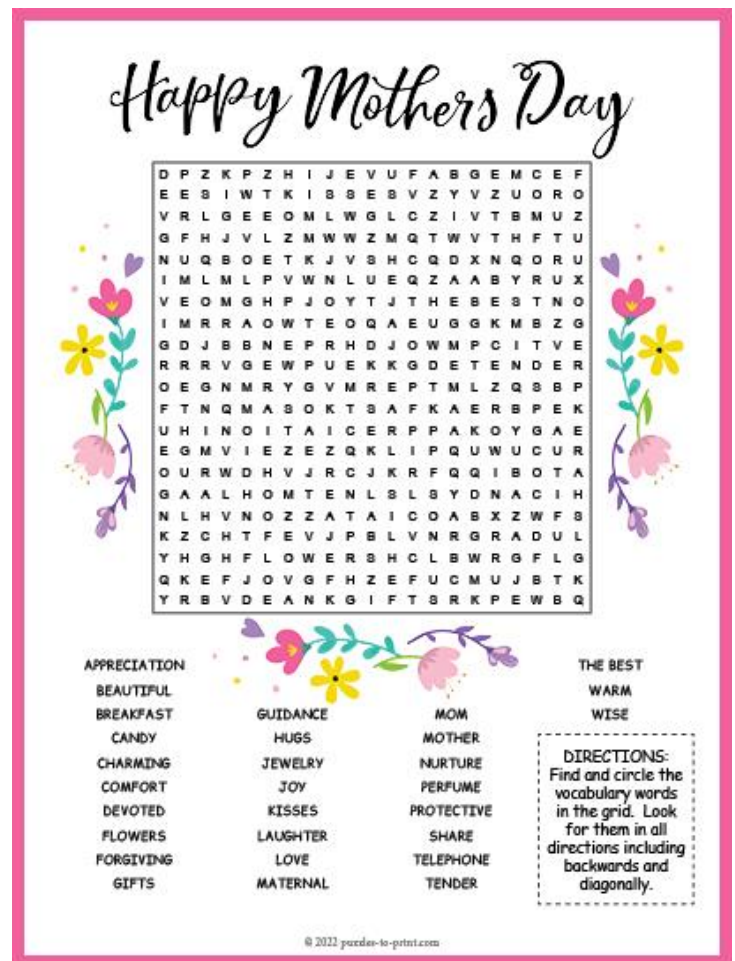 Happy Mothers Day
D P Z K P Z H I J E V U F A B G E M C E F
E E S I W T K I S S E S V Z Y V Z U O R O
V R L G E E O M L W G L C Z I V T B M U Z
G F H J V L Z M W W Z M Q T W V T H F T U
N U Q B O E T K J V S H C Q D X N Q O R U
I M L M L P V W N L U E Q Z A A B Y R U X
V E O M G H P J O Y T J T H E B E S T N O
I M R R A O W T E O Q A E U G G K M B Z G
G D J B B N E P R H D J O W M P C I T V E
R R R V G E W P U E K K G D E T E N D E R
O E G N M R Y G V M R E P T M L Z Q S B P
F T N Q M A S O K T S A F K A E R B P E K
U H I N O I T A I C E R P P A K O Y G A E
E G M V I E Z E Z Q K L I P Q U W U C U R
O U R W D H V J R C J K R F Q Q I B O T A
G A A L H O M T E N L S L S Y D N A C I H
N L H V N O Z Z A T A I C O A B X Z W F S
K Z C H T F E V J P B L V N R G R A D U L
Y H G H F L O W E R S H C L B W R G F L G
Q K E F J O V G F H Z E F U C M U J B T K
Y R B V D E A N K G I F T S R K P E W B Q
APPRECIATION
BEAUTIFUL
BREAKFAST
CANDY
CHARMING
COMFORT
DEVOTED
FLOWERS
FORGIVING
GIFTS
GUIDANCE
HUGS
JEWELRY
JOY
KISSES
LAUGHTER
LOVE
MATERNAL
MOM
MOTHER
NURTURE
PERFUME
PROTECTIVE
SHARE
TELEPHONE
TENDER
THE BEST
WARM
WISE
DIRECTIONS:
Find and circle the
vocabulary words
in the grid. Look
for them in all
directions including
backwards and
diagonally.
© 2022 puzzles-to-print.com